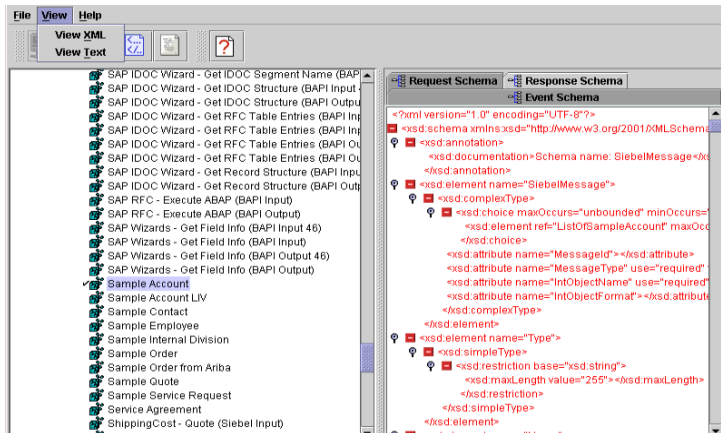 File View Help
View XML
View Text
SAP IDOC Wizard - Get IDOC Segment Name (BAP
SAP IDOC Wizard - Get IDOC Structure (BAPI Input
SAP IDOC Wizard - Get IDOC Structure (BAPI Outpu
SAP IDOC Wizard - Get RFC Table Entries (BAPI Inp
SAP IDOC Wizard - Get RFC Table Entries (BAPI Inp
SAP IDOC Wizard - Get RFC Table Entries (BAPI Ou
SAP IDOC Wizard - Get RFC Table Entries (BAPI Ou
SAP IDOC Wizard - Get Record Structure (BAPI Inpu
SAP IDOC Wizard - Get Record Structure (BAPI Outp
SAP RFC - Execute ABAP (BAPI Input)
SAP RFC - Execute ABAP (BAPI Output)
SAP Wizards - Get Field Info (BAPI Input 46)
SAP Wizards - Get Field Info (BAPI Input)
SAP Wizards - Get Field Info (BAPI Output 46)
SAP Wizards - Get Field Info (BAPI Output)
Sample Account
Sample Account LIV
Sample Contact
Sample Employee
Sample Internal Division
Sample Order
Sample Order from Ariba
Sample Quote
Sample Service Request
Service Agreement
ShippingCost - Quote (Siebel Input)
Request Schema Response Schema
Event Schema
<?xml version="1.0" encoding="UTF-8"?>
<xsd:schema xmlns:xsd="http://www.w3.org/2001/XMLSchema
<xsd:annotation>
<xsd:documentation>Schema name: SiebelMessage</xs
</xsd:annotation>
<xsd:element name="SiebelMessage">
<xsd:complexType>
<xsd:choice maxOccurs="unbounded" minOccurs="
<xsd:element ref="ListOfSampleAccount" maxOcc
</xsd:choice>
<xsd:attribute name="MessageId"></xsd:attribute>
<xsd:attribute name="MessageType" use="required"
<xsd:attribute name="IntObjectName" use="required"
<xsd:attribute name="IntObjectFormat"></xsd:attribute
</xsd:complexType>
</xsd:element>
<xsd:element name="Type">
<xsd:simpleType>
<xsd:restriction base="xsd:string">
<xsd:maxLength value="255"></xsd:maxLength>
</xsd:restriction>
</xsd:simpleType>
</xsd:element>